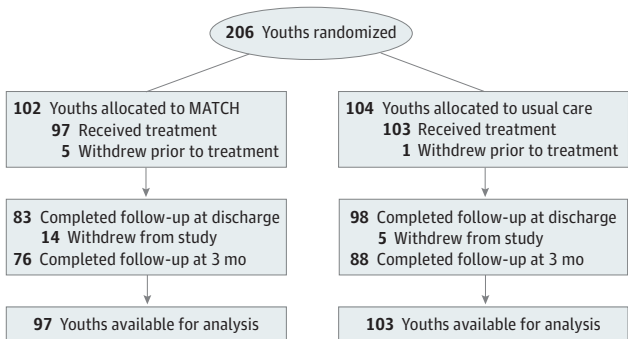 206 Youths randomized
102 Youths allocated to MATCH
97 Received treatment
5 Withdrew prior to treatment
104 Youths allocated to usual care
103 Received treatment
1 Withdrew prior to treatment
83 Completed follow-up at discharge
14 Withdrew from study
76 Completed follow-up at 3 mo
98 Completed follow-up at discharge
5 Withdrew from study
88 Completed follow-up at 3 mo
97 Youths available for analysis
103 Youths available for analysis